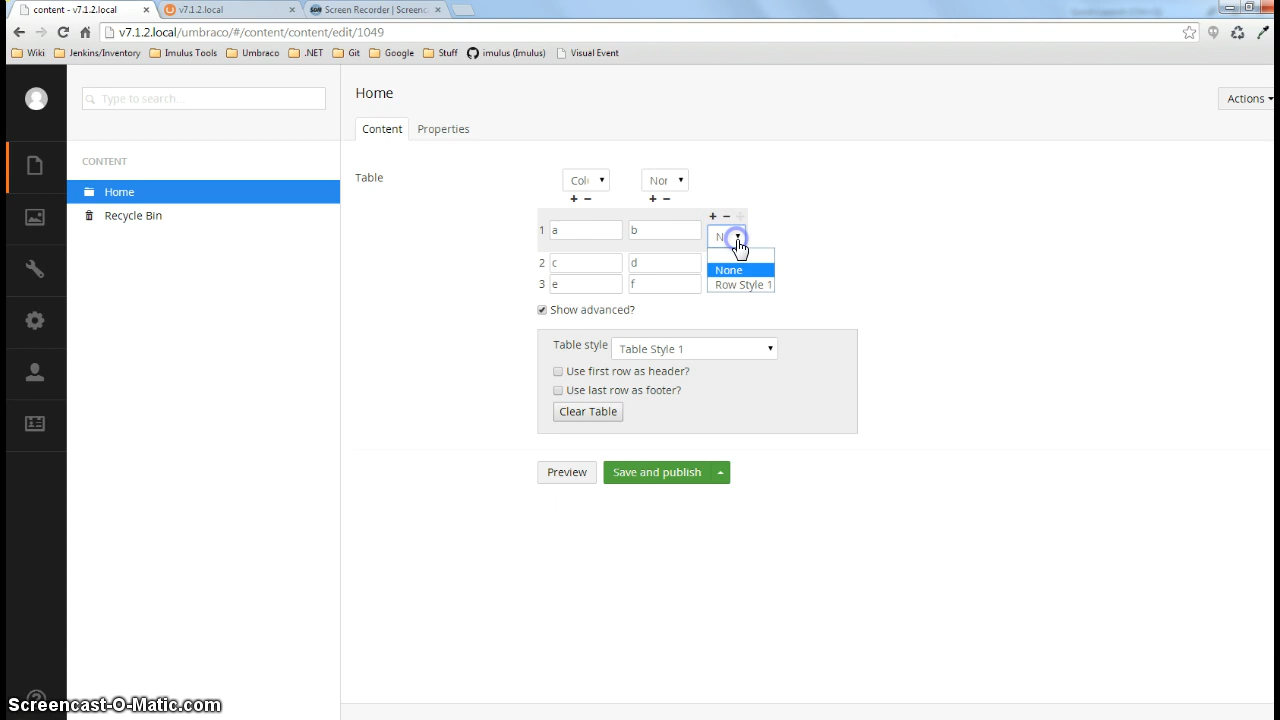 content - v7.1.2.local
v7.1.2.local
Screen Recorder | Screenc
v7.1.2.local/umbraco/#/content/content/edit/1049
Wiki
Jenkins/Inventory
Imulus Tools
Umbraco
.NET
Git
Google
Stuff
imulus (Imulus)
Visual Event
Type to search...
Home
Actions
Content
Properties
CONTENT
Home
Recycle Bin
Table
Col
Nor
+ −
+ −
+ − +
1 a b
N
2 c d
None
3 e f
Row Style 1
Show advanced?
Table style
Table Style 1
Use first row as header?
Use last row as footer?
Clear Table
Preview
Save and publish
?
Screencast-O-Matic.com